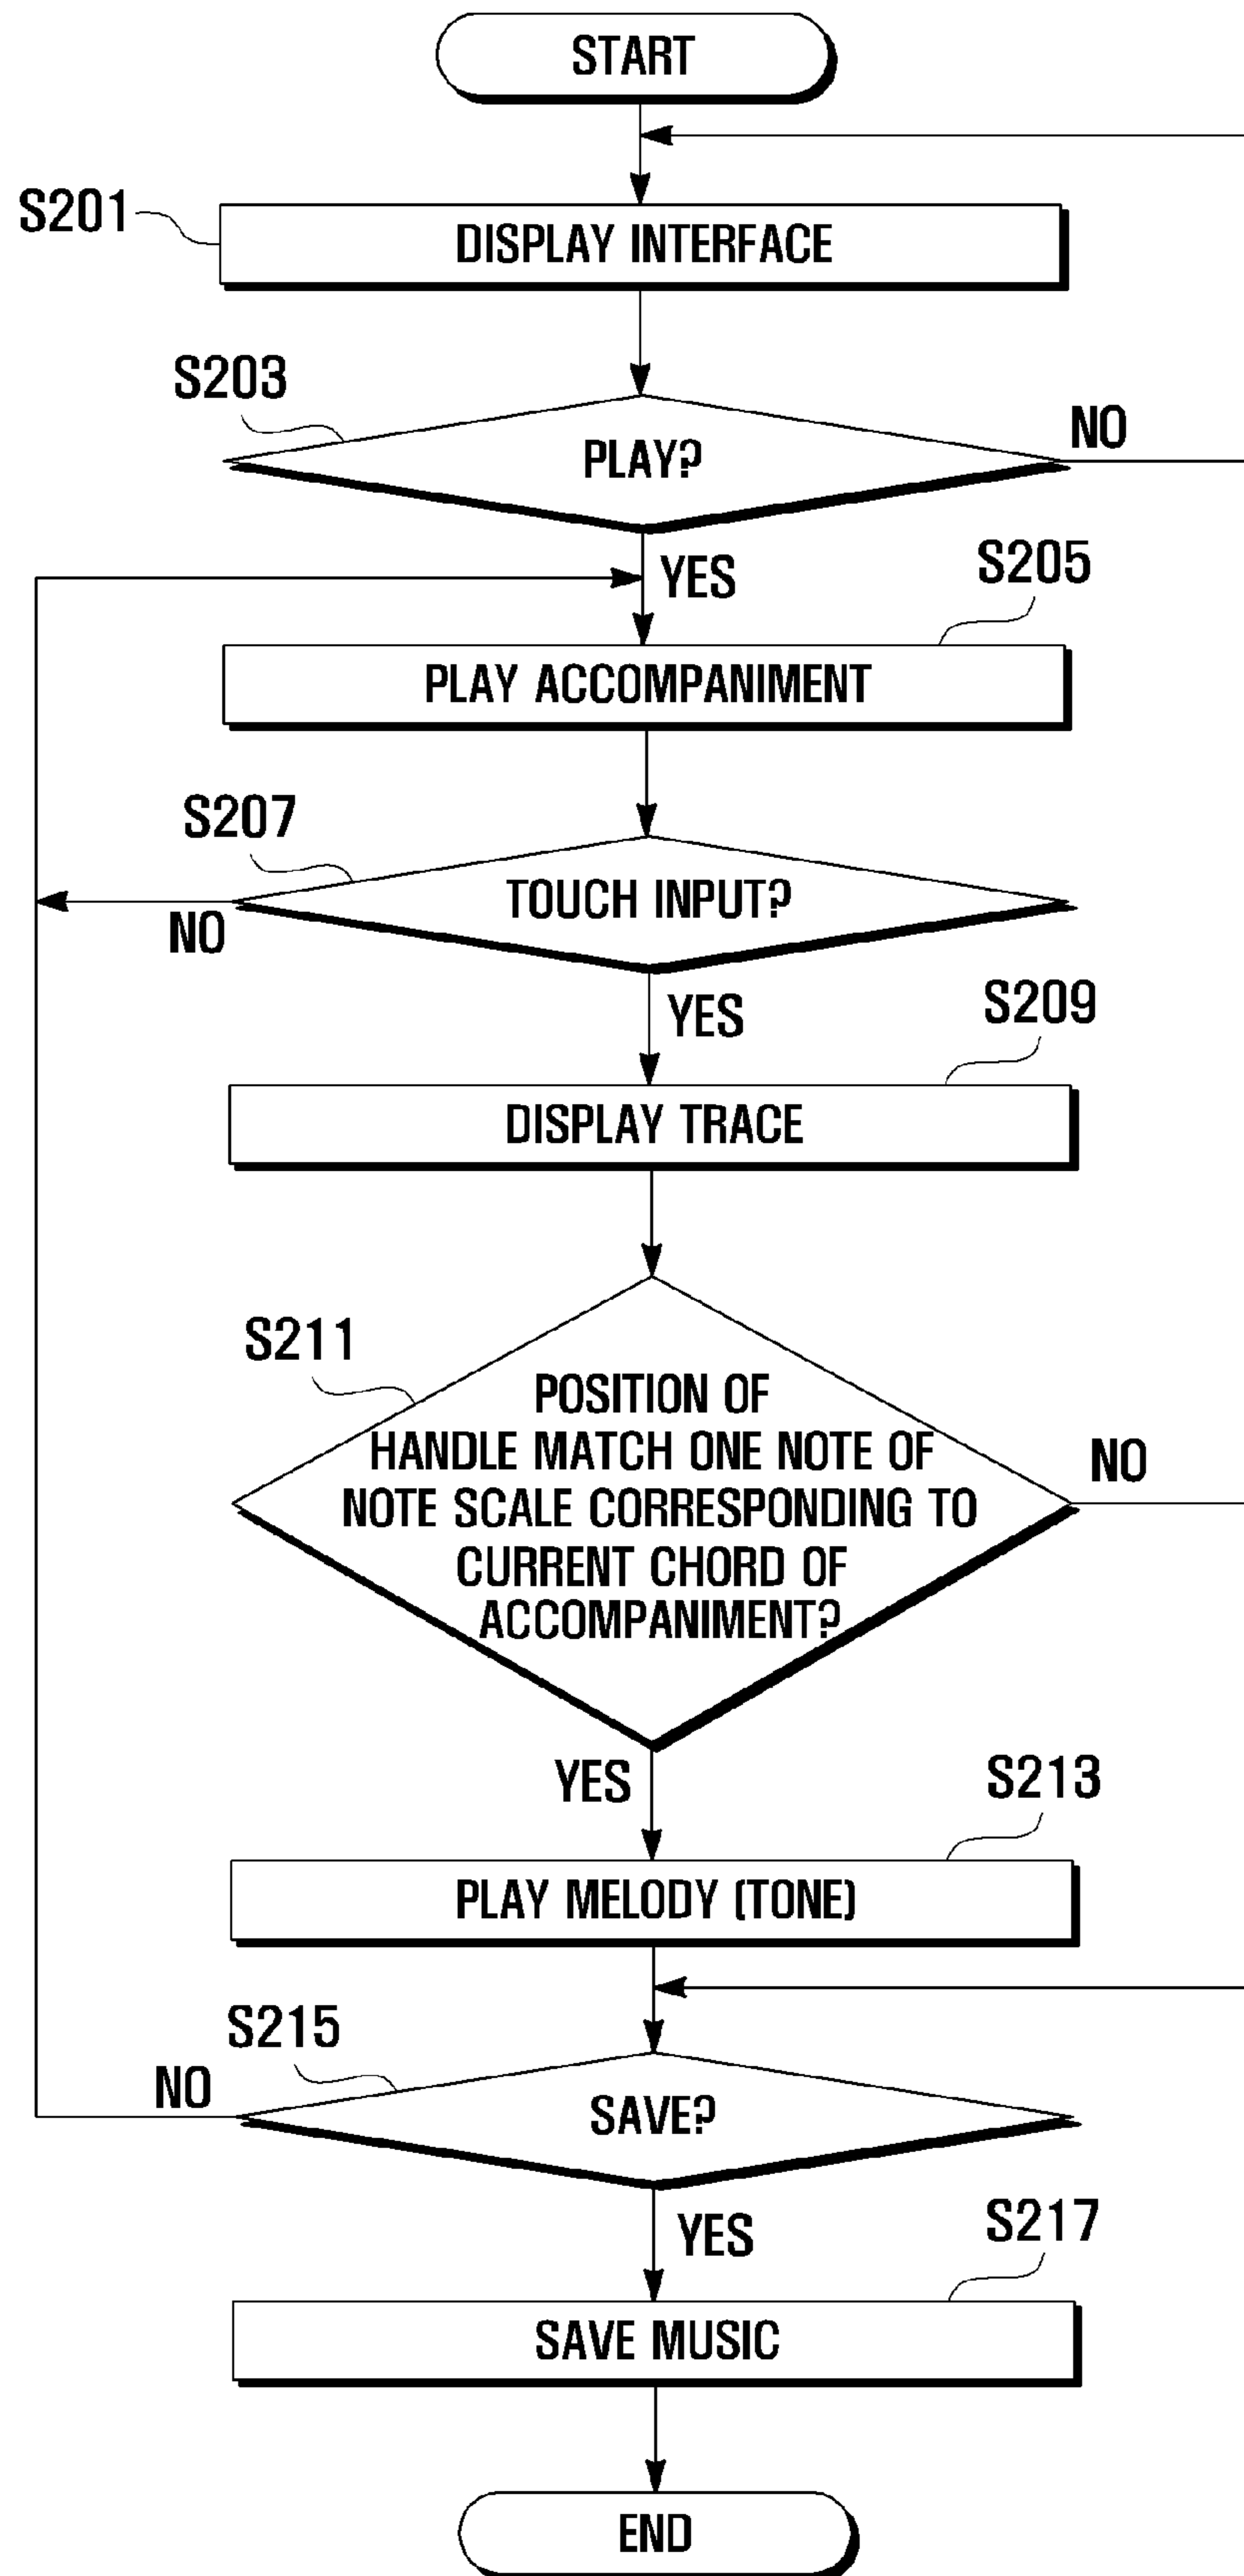 START
S201
DISPLAY INTERFACE
S203
PLAY?
NO
YES
S205
PLAY ACCOMPANIMENT
S207
TOUCH INPUT?
NO
YES
S209
DISPLAY TRACE
S211
POSITION OF
HANDLE MATCH ONE NOTE OF
NOTE SCALE CORRESPONDING TO
CURRENT CHORD OF
ACCOMPANIMENT?
NO
YES
S213
PLAY MELODY (TONE)
S215
NO
SAVE?
YES
S217
SAVE MUSIC
END